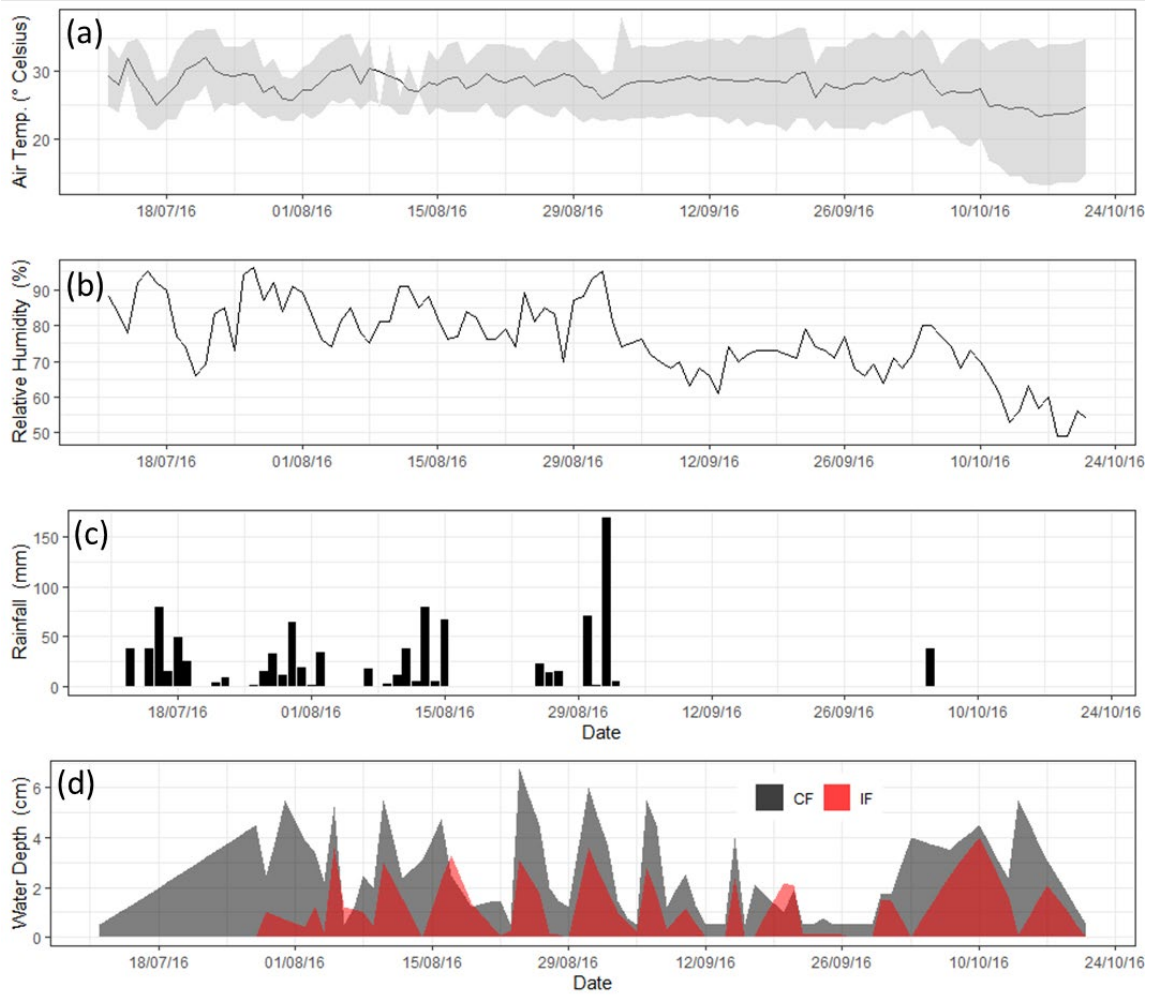 (a)
Air Temp. (° Celsius)
30
20
18/07/16 01/08/16 15/08/16 29/08/16 12/09/16 26/09/16 10/10/16 24/10/16
(b)
Relative Humidity (%)
90
80
70
60
50
18/07/16 01/08/16 15/08/16 29/08/16 12/09/16 26/09/16 10/10/16 24/10/16
(c)
Rainfall (mm)
150
100
50
0
18/07/16 01/08/16 15/08/16 29/08/16 12/09/16 26/09/16 10/10/16 24/10/16
Date
(d)
Water Depth (cm)
6
4
2
0
CF IF
18/07/16 01/08/16 15/08/16 29/08/16 12/09/16 26/09/16 10/10/16 24/10/16
Date